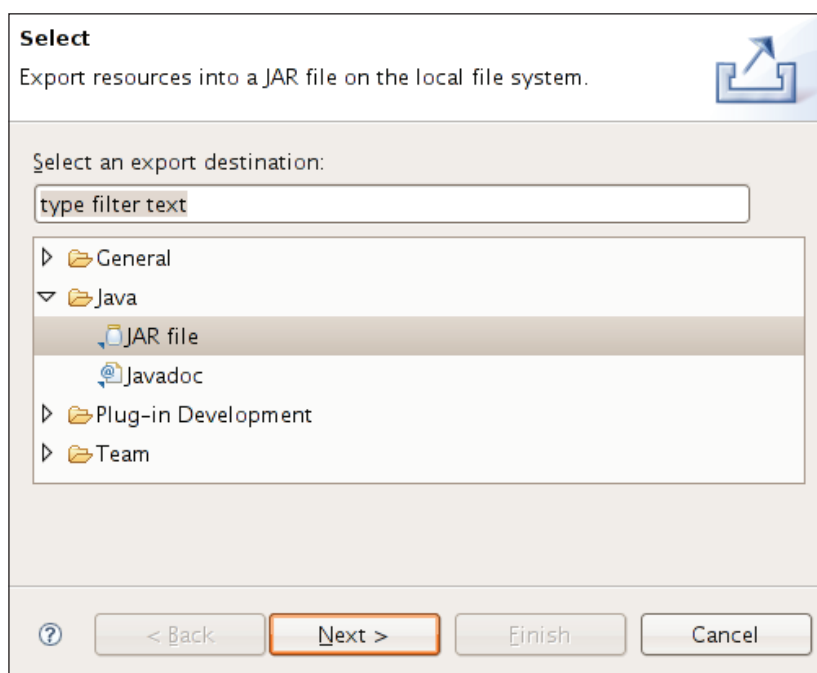 Select
Export resources into a JAR file on the local file system.
Select an export destination:
type filter text
General
Java
JAR file
Javadoc
Plug-in Development
Team
< Back Next > Finish Cancel